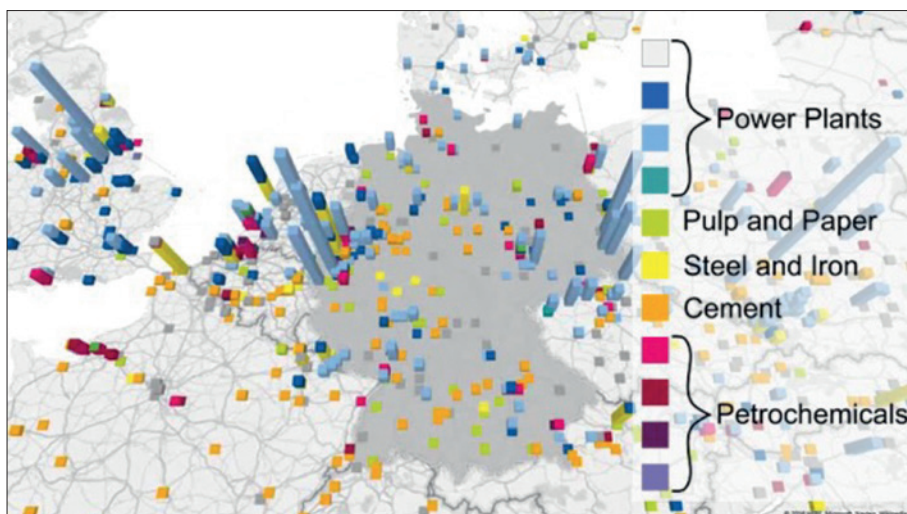 Power Plants
Pulp and Paper
Steel and Iron
Cement
Petrochemicals